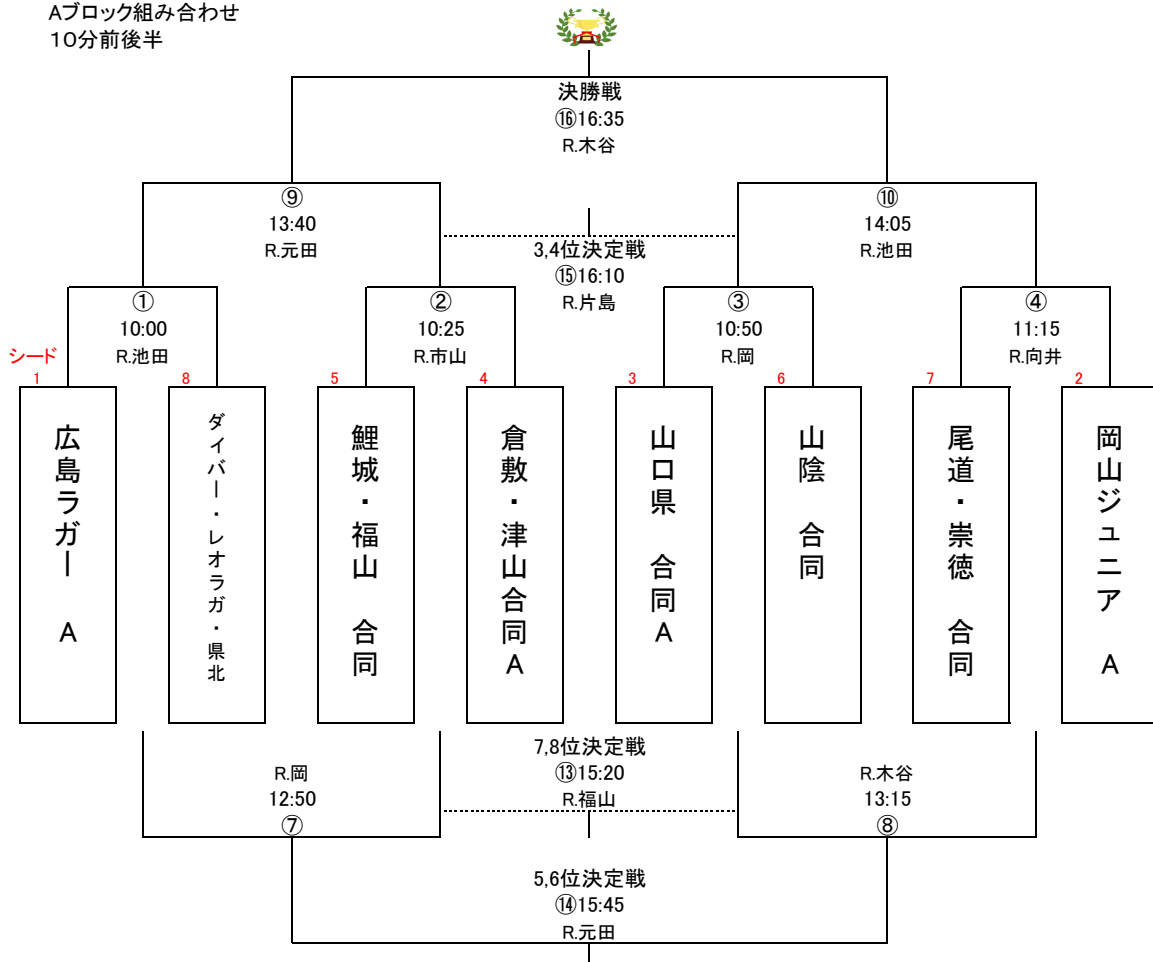 Aブロック組み合わせ
10分前後半
決勝戦
⑯16:35
R.木谷
⑨
13:40
R.元田
⑩
14:05
R.池田
3,4位決定戦
⑮16:10
R.片島
①
10:00
R.池田
②
10:25
R.市山
③
10:50
R.岡
④
11:15
R.向井
シード
1
8
5
4
3
6
7
2
広島ラガー A
ダイバー・レオラガ・県北
鯉城・福山 合同
倉敷・津山合同A
山口県 合同A
山陰 合同
尾道・崇徳 合同
岡山ジュニア A
R.岡
12:50
⑦
7,8位決定戦
⑬15:20
R.福山
R.木谷
13:15
⑧
5,6位決定戦
⑭15:45
R.元田